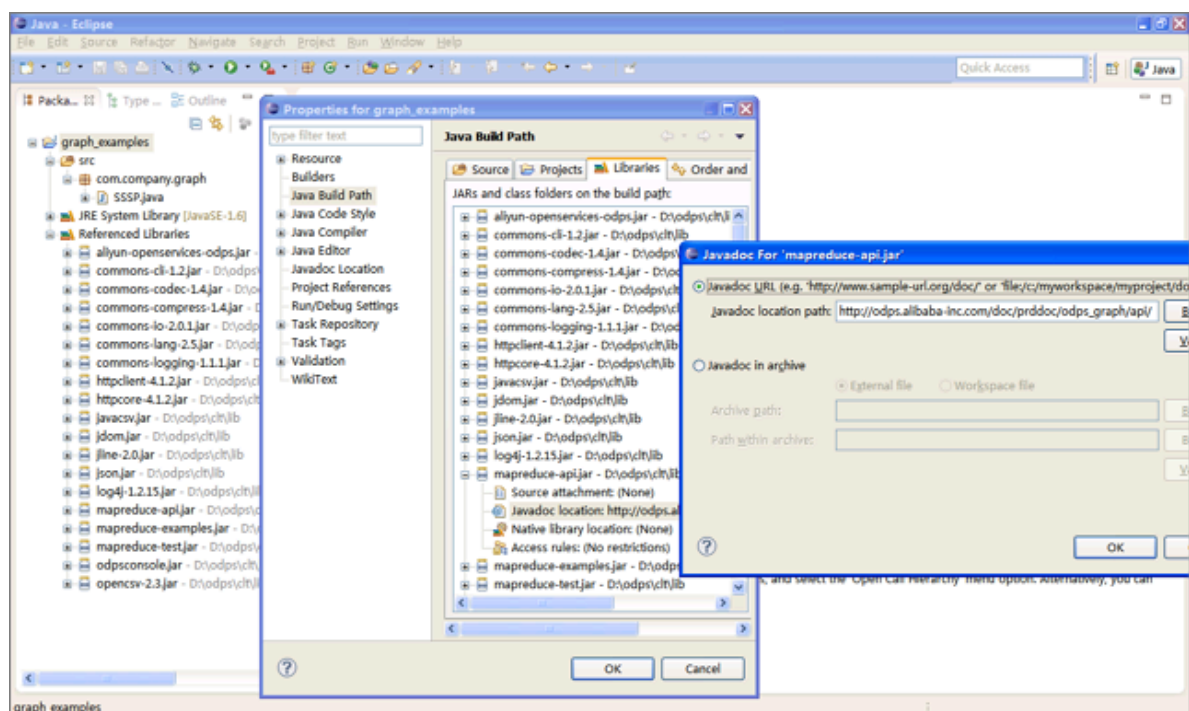 Java - Eclipse
File Edit Source Refactor Navigate Search Project Run Window Help
Quick Access
Java
Packa...
Type ...
Outline
graph_examples
src
com.company.graph
SSSP.java
JRE System Library [JavaSE-1.6]
Referenced Libraries
aliyun-openservices-odps.jar -
commons-cli-1.2.jar - D:\odps\
commons-codec-1.4.jar - D:\o
commons-compress-1.4.jar - D
commons-io-2.0.1.jar - D:\odp
commons-lang-2.5.jar - D:\odp
commons-logging-1.1.1.jar - D
httpclient-4.1.2.jar - D:\odps\cl
httpcore-4.1.2.jar - D:\odps\cl
javacsv.jar - D:\odps\clt\lib
jdom.jar - D:\odps\clt\lib
jline-2.0.jar - D:\odps\clt\lib
json.jar - D:\odps\clt\lib
log4j-1.2.15.jar - D:\odps\clt\li
mapreduce-api.jar - D:\odps\c
mapreduce-examples.jar - D:\
mapreduce-test.jar - D:\odps\
odpsconsole.jar - D:\odps\clt\
opencsv-2.3.jar - D:\odps\clt\li
graph_examples
Properties for graph_examples
type filter text
Resource
Builders
Java Build Path
Java Code Style
Java Compiler
Java Editor
Javadoc Location
Project References
Run/Debug Settings
Task Repository
Task Tags
Validation
WikiText
Java Build Path
Source Projects Libraries Order and
JARs and class folders on the build path:
aliyun-openservices-odps.jar - D:\odps\clt\li
commons-cli-1.2.jar - D:\odps\clt\lib
commons-codec-1.4.jar - D:\odps\clt\lib
commons-compress-1.4.jar - D:\o
commons-io-2.0.1.jar - D:\odps\c
commons-lang-2.5.jar - D:\odps\
commons-logging-1.1.1.jar - D:\od
httpclient-4.1.2.jar - D:\odps\clt\lib
httpcore-4.1.2.jar - D:\odps\clt\lib
javacsv.jar - D:\odps\clt\lib
jdom.jar - D:\odps\clt\lib
jline-2.0.jar - D:\odps\clt\lib
json.jar - D:\odps\clt\lib
log4j-1.2.15.jar - D:\odps\clt\lib
mapreduce-api.jar - D:\odps\clt\lib
Source attachment: (None)
Javadoc location: http://odps.al
Native library location: (None)
Access rules: (No restrictions)
mapreduce-examples.jar - D:\odps
mapreduce-test.jar - D:\odps\clt\lib
OK Cancel
Javadoc For 'mapreduce-api.jar'
Javadoc URL (e.g. 'http://www.sample-url.org/doc/' or 'file:/c:/myworkspace/myproject/do
Javadoc location path: http://odps.alibaba-inc.com/doc/prddoc/odps_graph/api/
Javadoc in archive
External file Workspace file
Archive path:
Path within archive:
OK
, and select the 'Open Call Hierarchy' menu option. Alternatively, you can